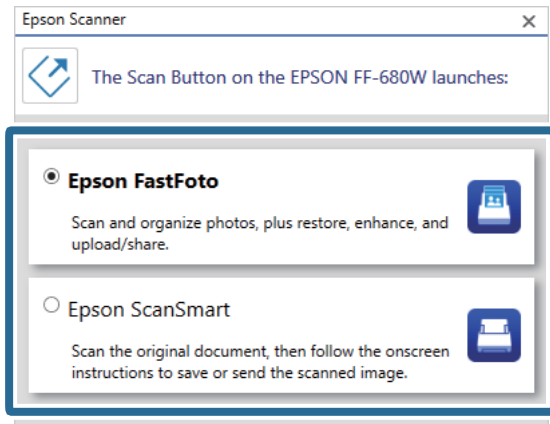 Epson Scanner
The Scan Button on the EPSON FF-680W launches:
Epson FastFoto
Scan and organize photos, plus restore, enhance, and
upload/share.
Epson ScanSmart
Scan the original document, then follow the onscreen
instructions to save or send the scanned image.